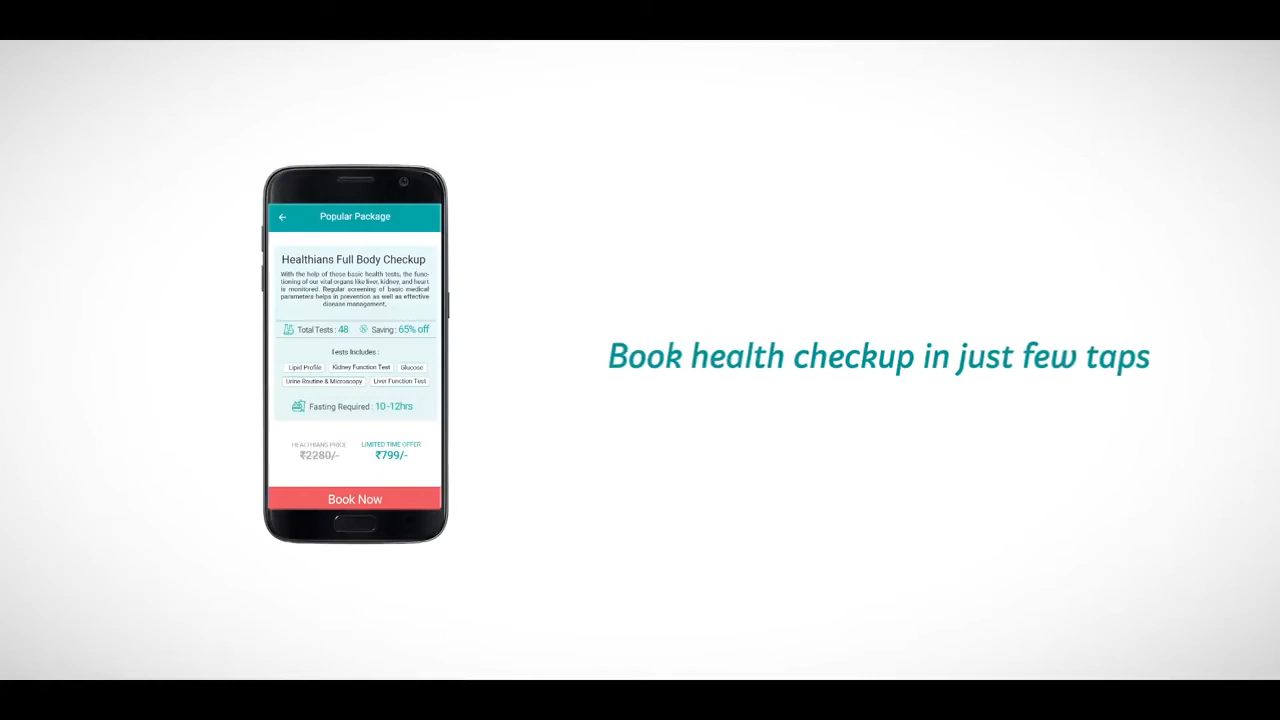 Popular Package
Healthians Full Body Checkup
With the help of these basic health tests, the func-
tioning of our vital organs like liver, kidney, and heart
is monitored. Regular screening of basic medical
parameters helps in prevention as well as effective
disease management.
Total Tests : 48 Saving : 65% off
Tests Includes :
Lipid Profile Kidney Function Test Glucose
Urine Routine & Microscopy Liver Function Test
Fasting Required : 10-12hrs
HEALTHIANS PRICE LIMITED TIME OFFER
₹2280/- ₹799/-
Book Now
Book health checkup in just few taps